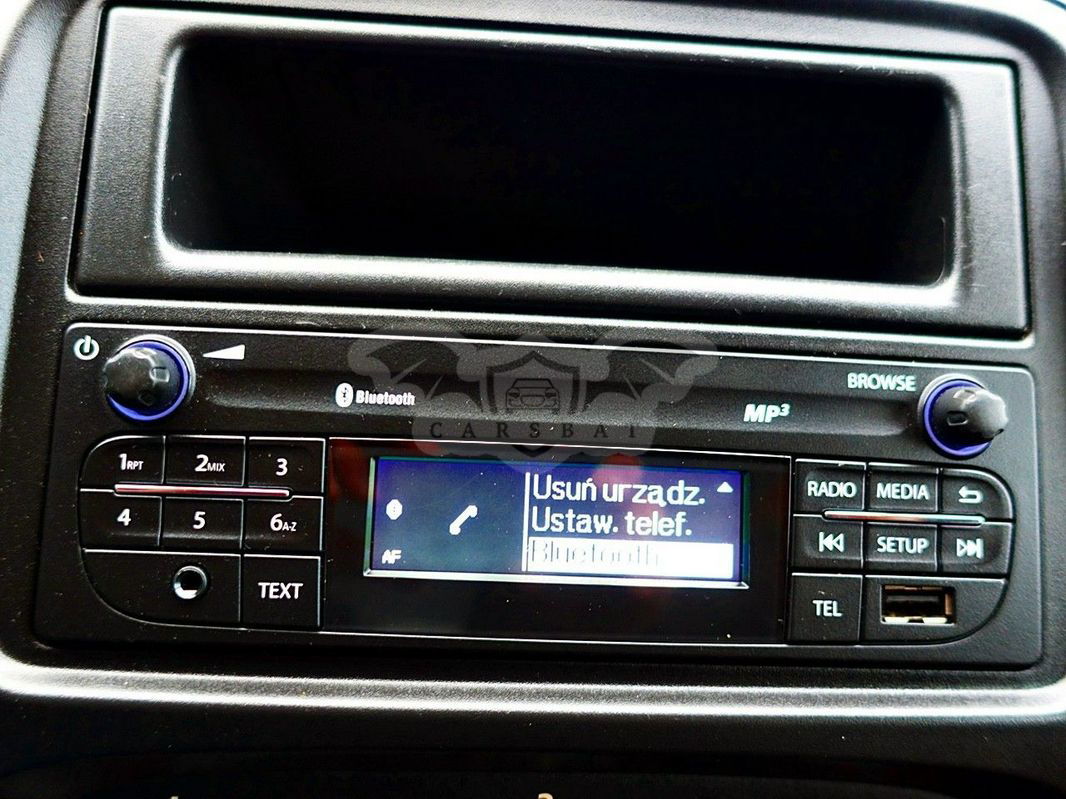 Bluetooth
MP3
BROWSE
CARSBAT
1RPT 2MIX 3
4 5 6A-Z
TEXT
Usuń urządz.
Ustaw. telef.
Bluetooth
AF
RADIO MEDIA
SETUP
TEL